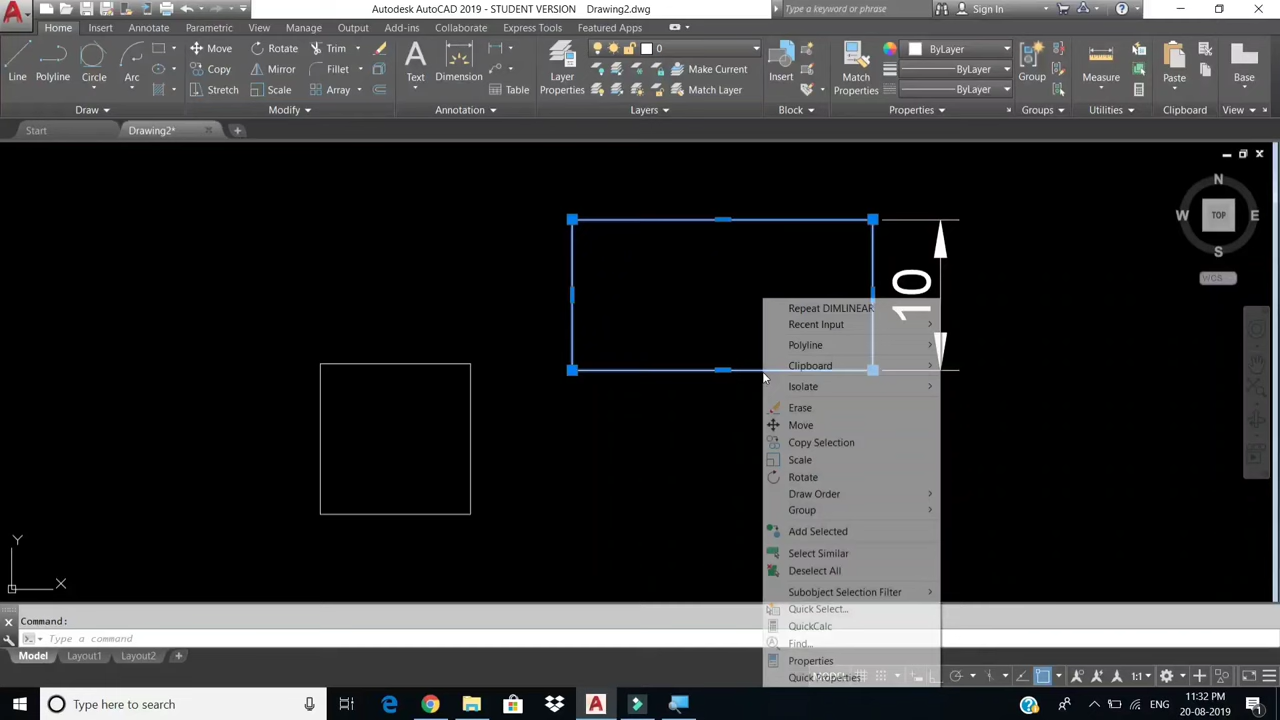 Autodesk AutoCAD 2019 - STUDENT VERSION Drawing2.dwg
Type a keyword or phrase
Sign In
Home Insert Annotate Parametric View Manage Output Add-ins Collaborate Express Tools Featured Apps
Line Polyline Circle Arc
Move Rotate Trim
Copy Mirror Fillet
Stretch Scale Array
Text Dimension Table
Layer Properties
0
Make Current
Match Layer
Insert
Match Properties
ByLayer
ByLayer
ByLayer
Group
Measure
Paste
Base
Draw Modify Annotation Layers Block Properties Groups Utilities Clipboard View
Start Drawing2*
N
W TOP E
S
WCS
10
Repeat DIMLINEAR
Recent Input
Polyline
Clipboard
Isolate
Erase
Move
Copy Selection
Scale
Rotate
Draw Order
Group
Add Selected
Select Similar
Deselect All
Subobject Selection Filter
Quick Select...
QuickCalc
Find...
Properties
Quick Properties
Y
X
Command:
Type a command
Model Layout1 Layout2
MODEL
1:1
Type here to search
ENG
11:32 PM
20-08-2019
1